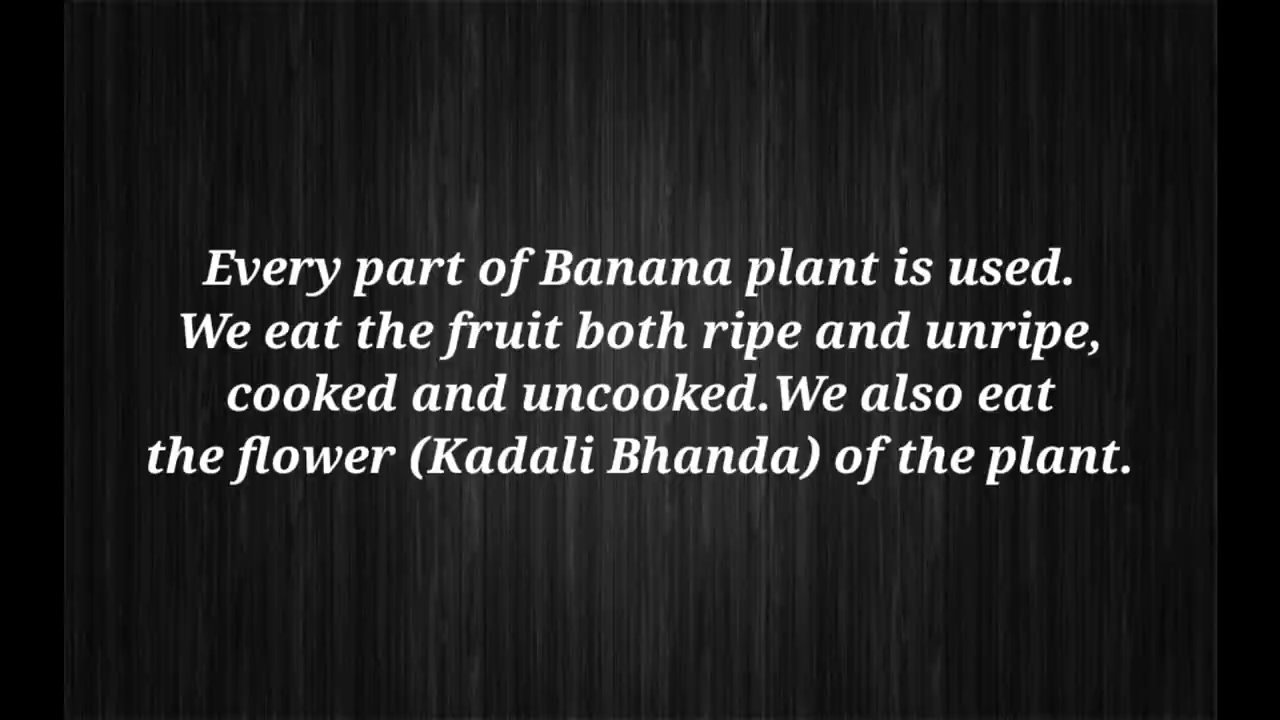 Every part of Banana plant is used.
We eat the fruit both ripe and unripe,
cooked and uncooked.We also eat
the flower (Kadali Bhanda) of the plant.